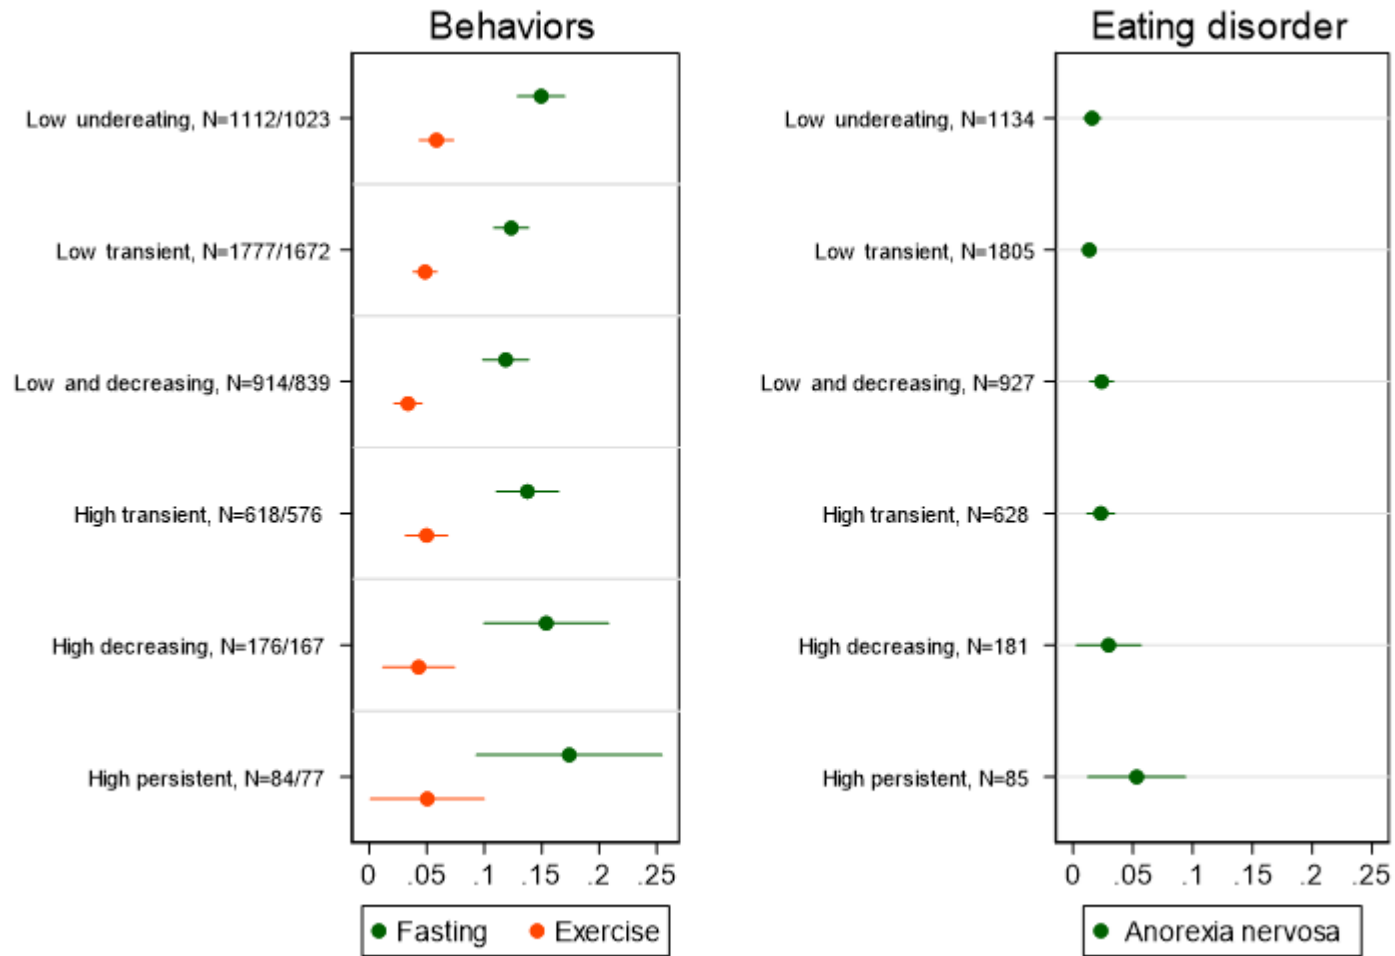 Behaviors
Low undereating, N=1112/1023
Low transient, N=1777/1672
Low and decreasing, N=914/839
High transient, N=618/576
High decreasing, N=176/167
High persistent, N=84/77
0 .05 .1 .15 .2 .25
Fasting Exercise
Eating disorder
Low undereating, N=1134
Low transient, N=1805
Low and decreasing, N=927
High transient, N=628
High decreasing, N=181
High persistent, N=85
0 .05 .1 .15 .2 .25
Anorexia nervosa